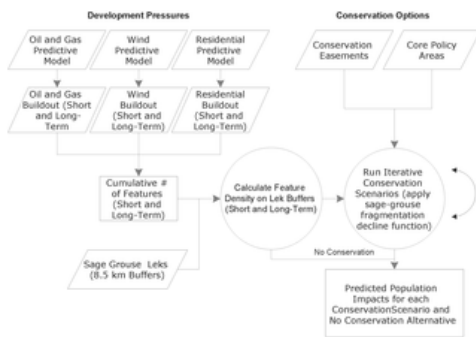 Development Pressures
Conservation Options
Oil and Gas
Predictive
Model
Wind
Predictive
Model
Residential
Predictive
Model
Conservation
Easements
Core Policy
Areas
Oil and Gas
Buildout (Short
and Long-
Term
Wind
Buildout (Short
and Long-Term)
Residential
Buildout
(Short and
Long-Term)
Cumulative #
of Features
(Short and
Long-Term)
Calculate Feature
Density on Lek Buffers
(Short and Long-Term)
Run Iterative
Conservation
Scenarios (apply
sage-grouse
fragmentation
decline function)
No Conservation
Sage Grouse Leks
(8.5 km Buffers)
Predicted Population
Impacts for each
ConservationScenario and
No Conservation Alternative